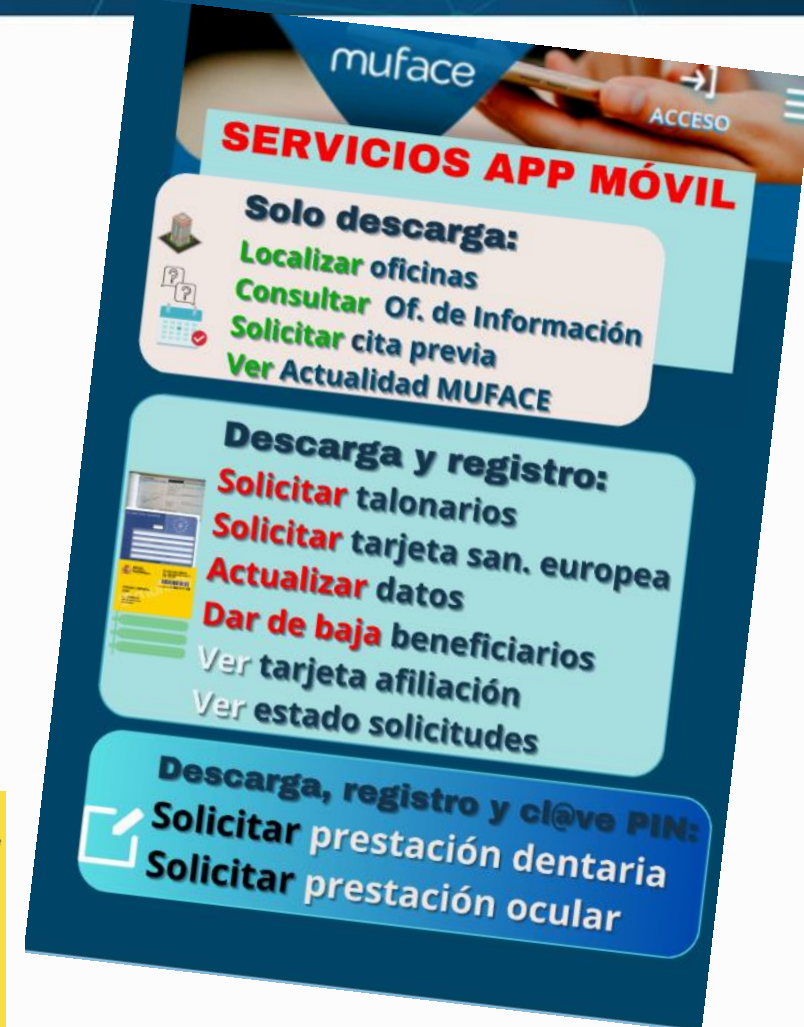 muface
ACCESO
SERVICIOS APP MÓVIL
Solo descarga:
Localizar oficinas
Consultar Of. de Información
Solicitar cita previa
Ver Actualidad MUFACE
Descarga y registro:
Solicitar talonarios
Solicitar tarjeta san. europea
Actualizar datos
Dar de baja beneficiarios
Ver tarjeta afiliación
Ver estado solicitudes
Descarga, registro y cl@ve PIN:
Solicitar prestación dentaria
Solicitar prestación ocular